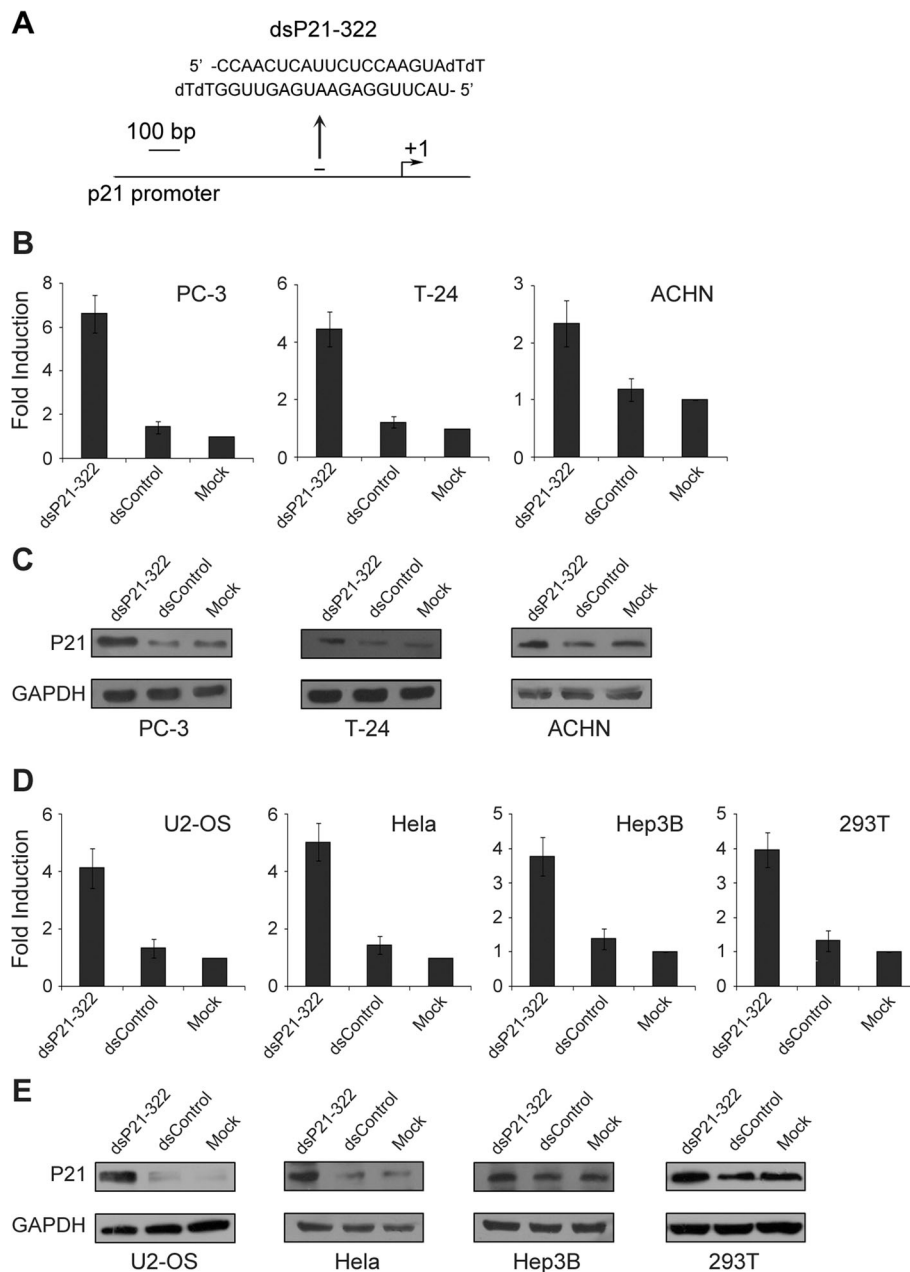 A
dsP21-322
5’ -CCAACUCAUUCUCCAAGUAdTdT
dTdTGGUUGAGUAAGAGGUUCAU- 5’
100 bp
+1
p21 promoter
B
Fold Induction
8
6
4
2
0
PC-3
dsP21-322
dsControl
Mock
6
4
2
0
T-24
dsP21-322
dsControl
Mock
3
2
1
0
ACHN
dsP21-322
dsControl
Mock
C
dsP21-322
dsControl
Mock
dsP21-322
dsControl
Mock
dsP21-322
dsControl
Mock
P21
GAPDH
PC-3
T-24
ACHN
D
Fold Induction
6
4
2
0
U2-OS
dsP21-322
dsControl
Mock
6
4
2
0
Hela
dsP21-322
dsControl
Mock
5
4
3
2
1
0
Hep3B
dsP21-322
dsControl
Mock
5
4
3
2
1
0
293T
dsP21-322
dsControl
Mock
E
dsP21-322
dsControl
Mock
dsP21-322
dsControl
Mock
dsP21-322
dsControl
Mock
dsP21-322
dsControl
Mock
P21
GAPDH
U2-OS
Hela
Hep3B
293T